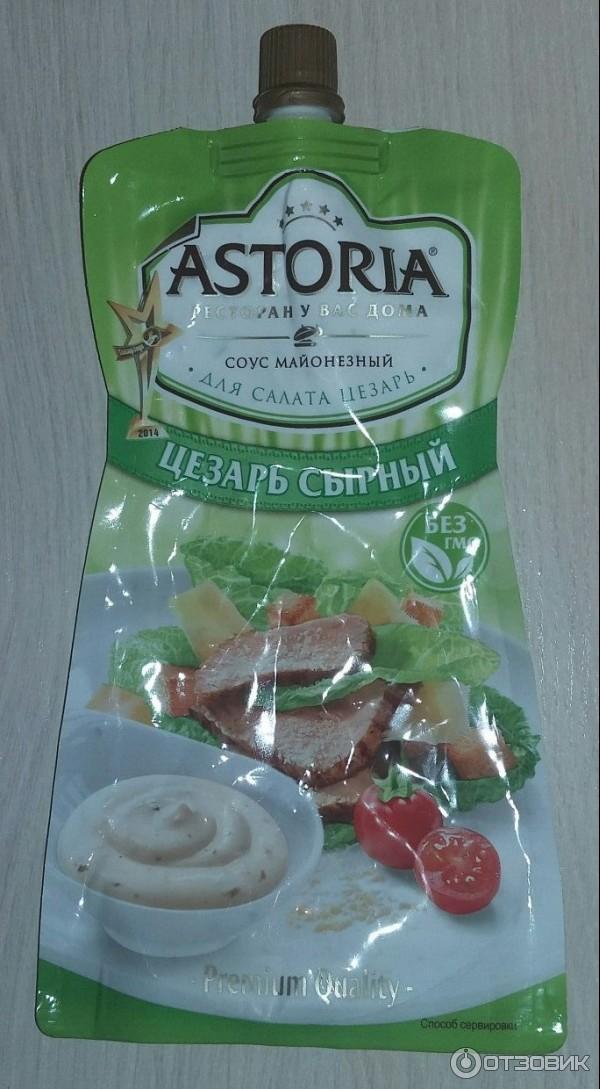 ASTORIA®
РЕСТОРАН У ВАС ДОМА
СОУС МАЙОНЕЗНЫЙ
· ДЛЯ САЛАТА ЦЕЗАРЬ ·
2014
ЦЕЗАРЬ СЫРНЫЙ
БЕЗ
ГМО
- Premium Quality -
Способ сервировки
ОТЗОВИК